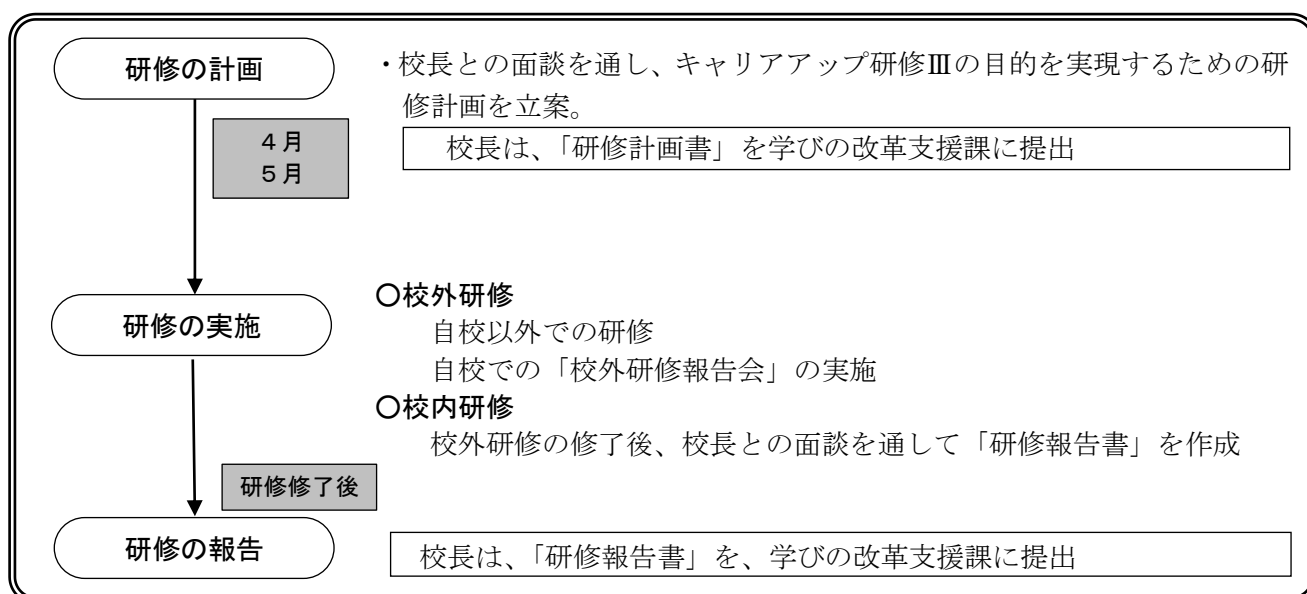 研修の計画
・校長との面談を通し、キャリアアップ研修Ⅲの目的を実現するための研
修計画を立案。
4月
5月
校長は、「研修計画書」を学びの改革支援課に提出
研修の実施
〇校外研修
自校以外での研修
自校での「校外研修報告会」の実施
〇校内研修
校外研修の修了後、校長との面談を通して「研修報告書」を作成
研修修了後
研修の報告
校長は、「研修報告書」を、学びの改革支援課に提出